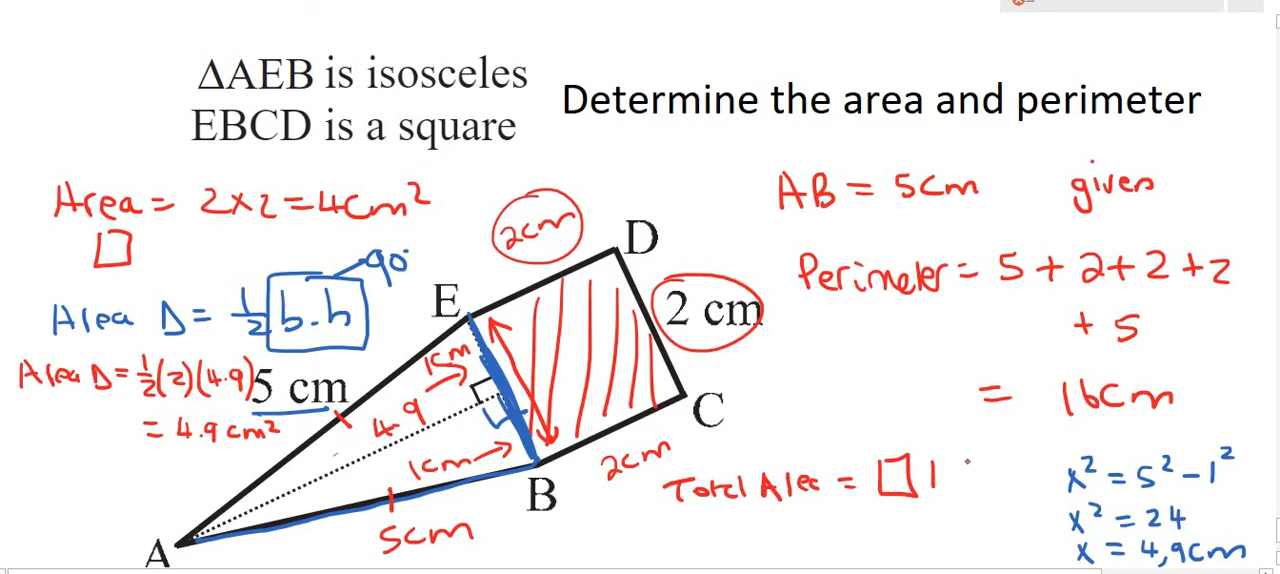 ΔAEB is isosceles
EBCD is a square
Determine the area and perimeter
Area = 2x2=4cm²
□
Area Δ = ½ b.h
90°
Area Δ = ½(2)(4.9)
= 4.9cm²
5 cm
2cm
D
E
2 cm
1cm
4.9
C
1cm
2cm
B
5cm
A
AB = 5cm given
Perimeter = 5 + 2 + 2 + 2
+ 5
= 16cm
Total Area = □
x² = 5² - 1²
x² = 24
x = 4,9cm